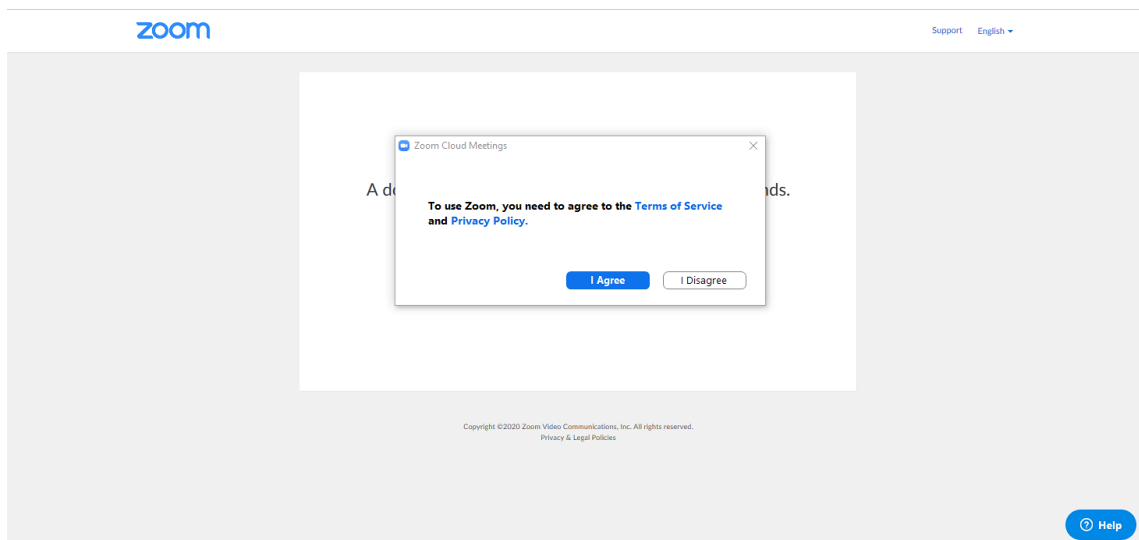 zoom
Support English
Zoom Cloud Meetings
A do nds.
To use Zoom, you need to agree to the Terms of Service
and Privacy Policy.
I Agree I Disagree
Copyright ©2020 Zoom Video Communications, Inc. All rights reserved.
Privacy & Legal Policies
Help